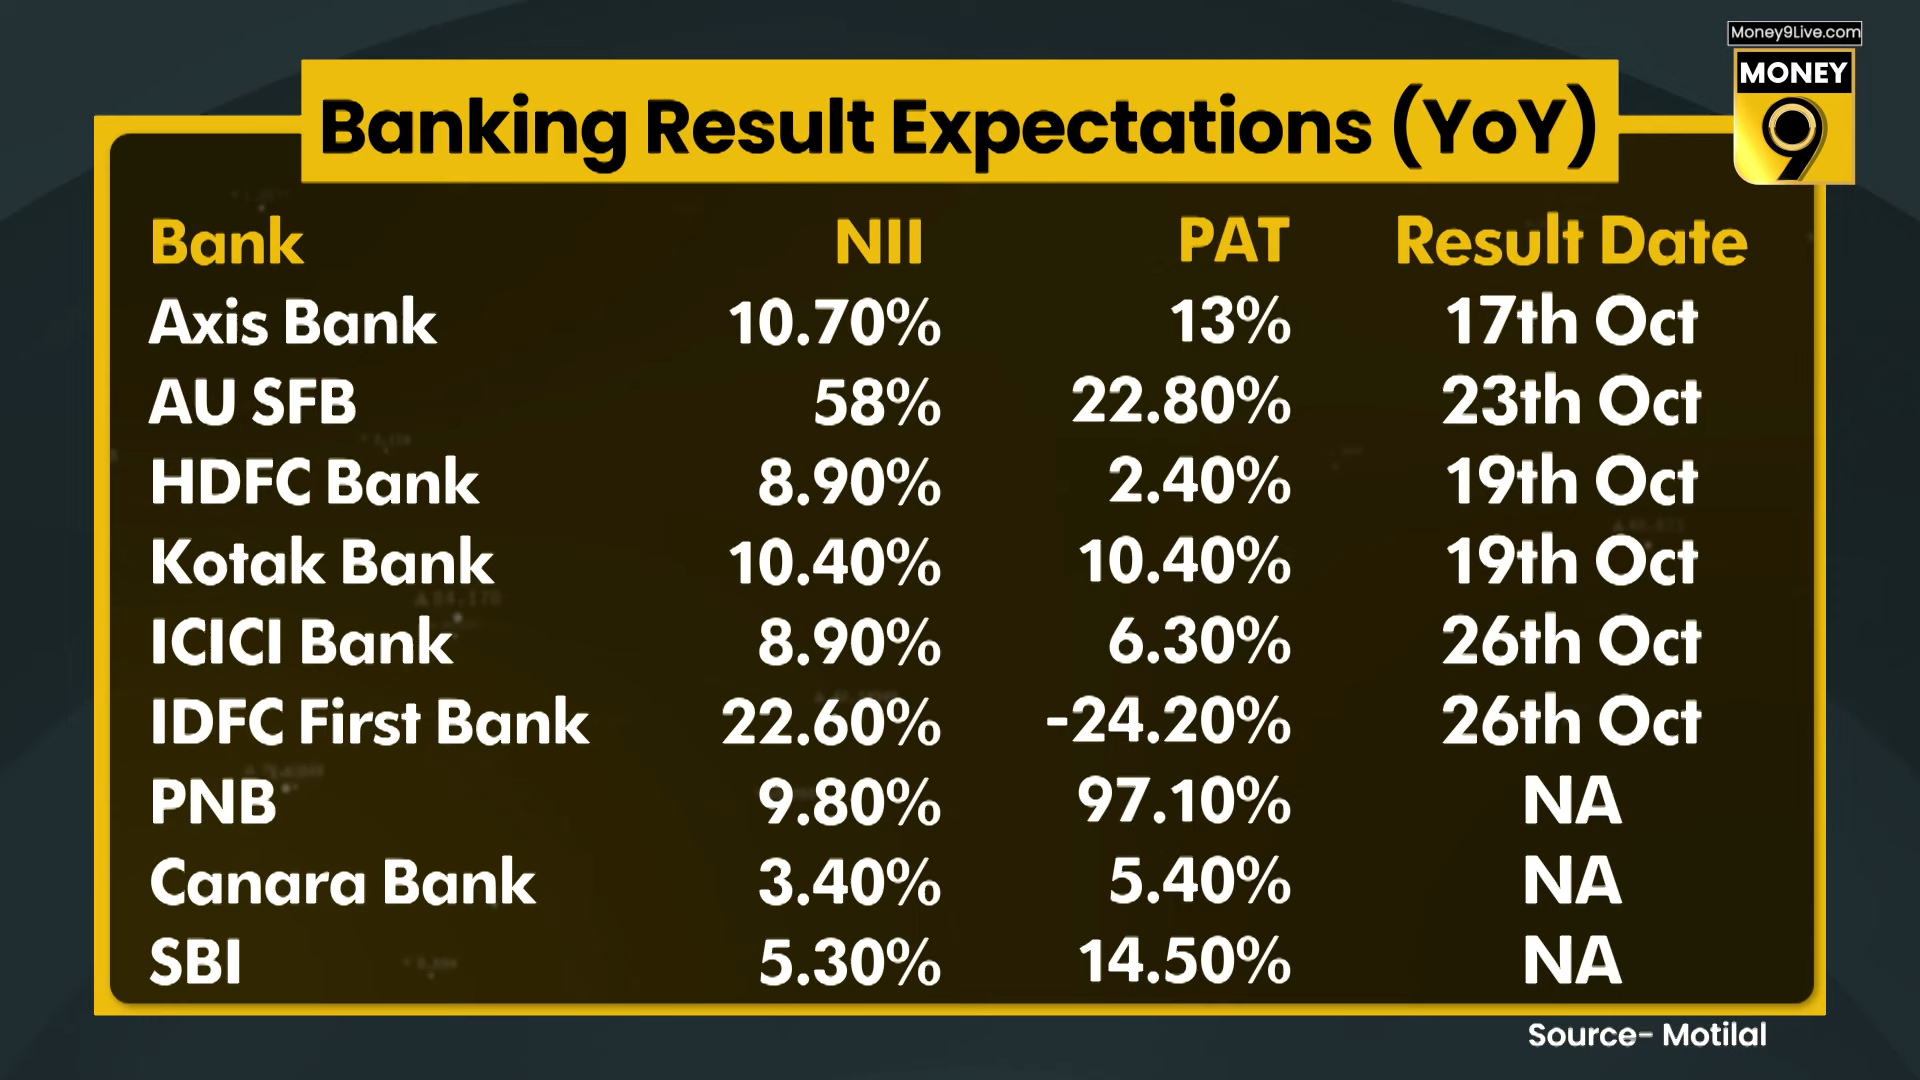 Money9Live.com
MONEY
9
Banking Result Expectations (YoY)
Bank NII PAT Result Date
Axis Bank 10.70% 13% 17th Oct
AU SFB 58% 22.80% 23th Oct
HDFC Bank 8.90% 2.40% 19th Oct
Kotak Bank 10.40% 10.40% 19th Oct
ICICI Bank 8.90% 6.30% 26th Oct
IDFC First Bank 22.60% -24.20% 26th Oct
PNB 9.80% 97.10% NA
Canara Bank 3.40% 5.40% NA
SBI 5.30% 14.50% NA
Source- Motilal